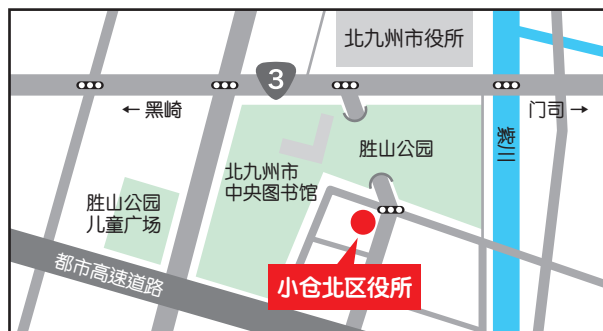 北九州市役所
3
← 黑崎
门司 →
紫川
胜山公园
北九州市
中央图书馆
胜山公园
儿童广场
都市高速道路
小仓北区役所